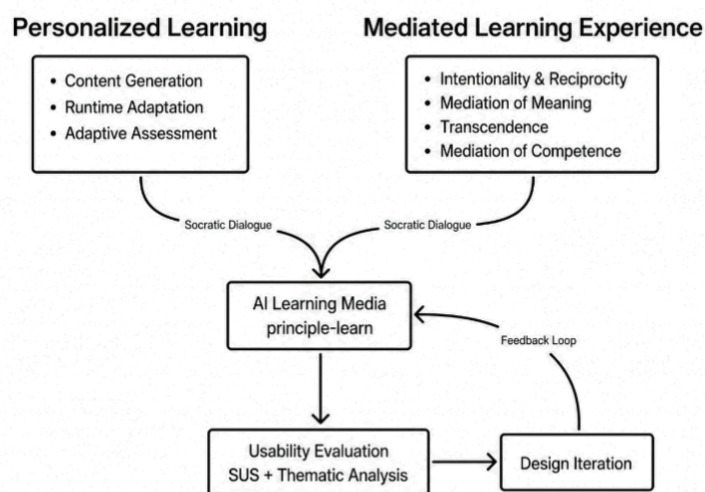 Personalized Learning
Mediated Learning Experience
• Content Generation
• Runtime Adaptation
• Adaptive Assessment
• Intentionality & Reciprocity
• Mediation of Meaning
• Transcendence
• Mediation of Competence
Socratic Dialogue
Socratic Dialogue
AI Learning Media
principle-learn
Feedback Loop
Usability Evaluation
SUS + Thematic Analysis
Design Iteration